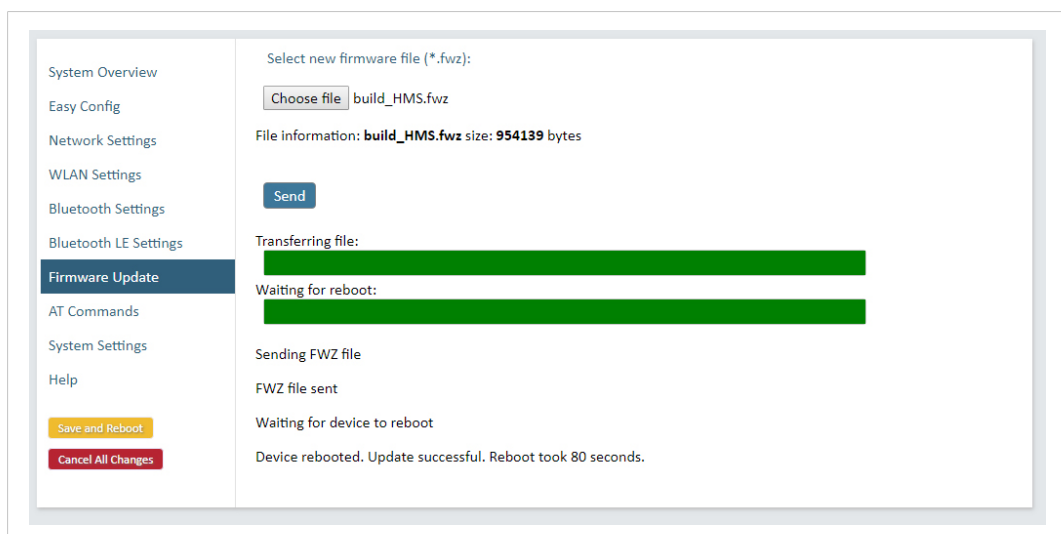 System Overview
Easy Config
Network Settings
WLAN Settings
Bluetooth Settings
Bluetooth LE Settings
Firmware Update
AT Commands
System Settings
Help
Save and Reboot
Cancel All Changes
Select new firmware file (*.fwz):
Choose file build_HMS.fwz
File information: build_HMS.fwz size: 954139 bytes
Send
Transferring file:
Waiting for reboot:
Sending FWZ file
FWZ file sent
Waiting for device to reboot
Device rebooted. Update successful. Reboot took 80 seconds.